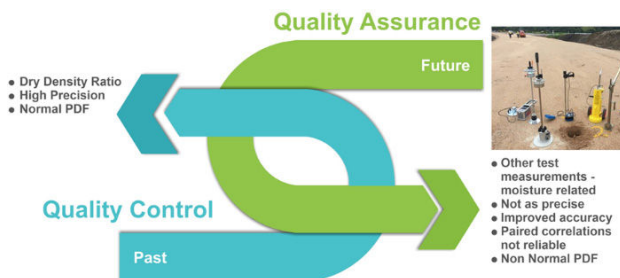 Quality Assurance
Future
● Dry Density Ratio
● High Precision
● Normal PDF
Quality Control
Past
● Other test
measurements -
moisture related
● Not as precise
● Improved accuracy
● Paired correlations
not reliable
● Non Normal PDF